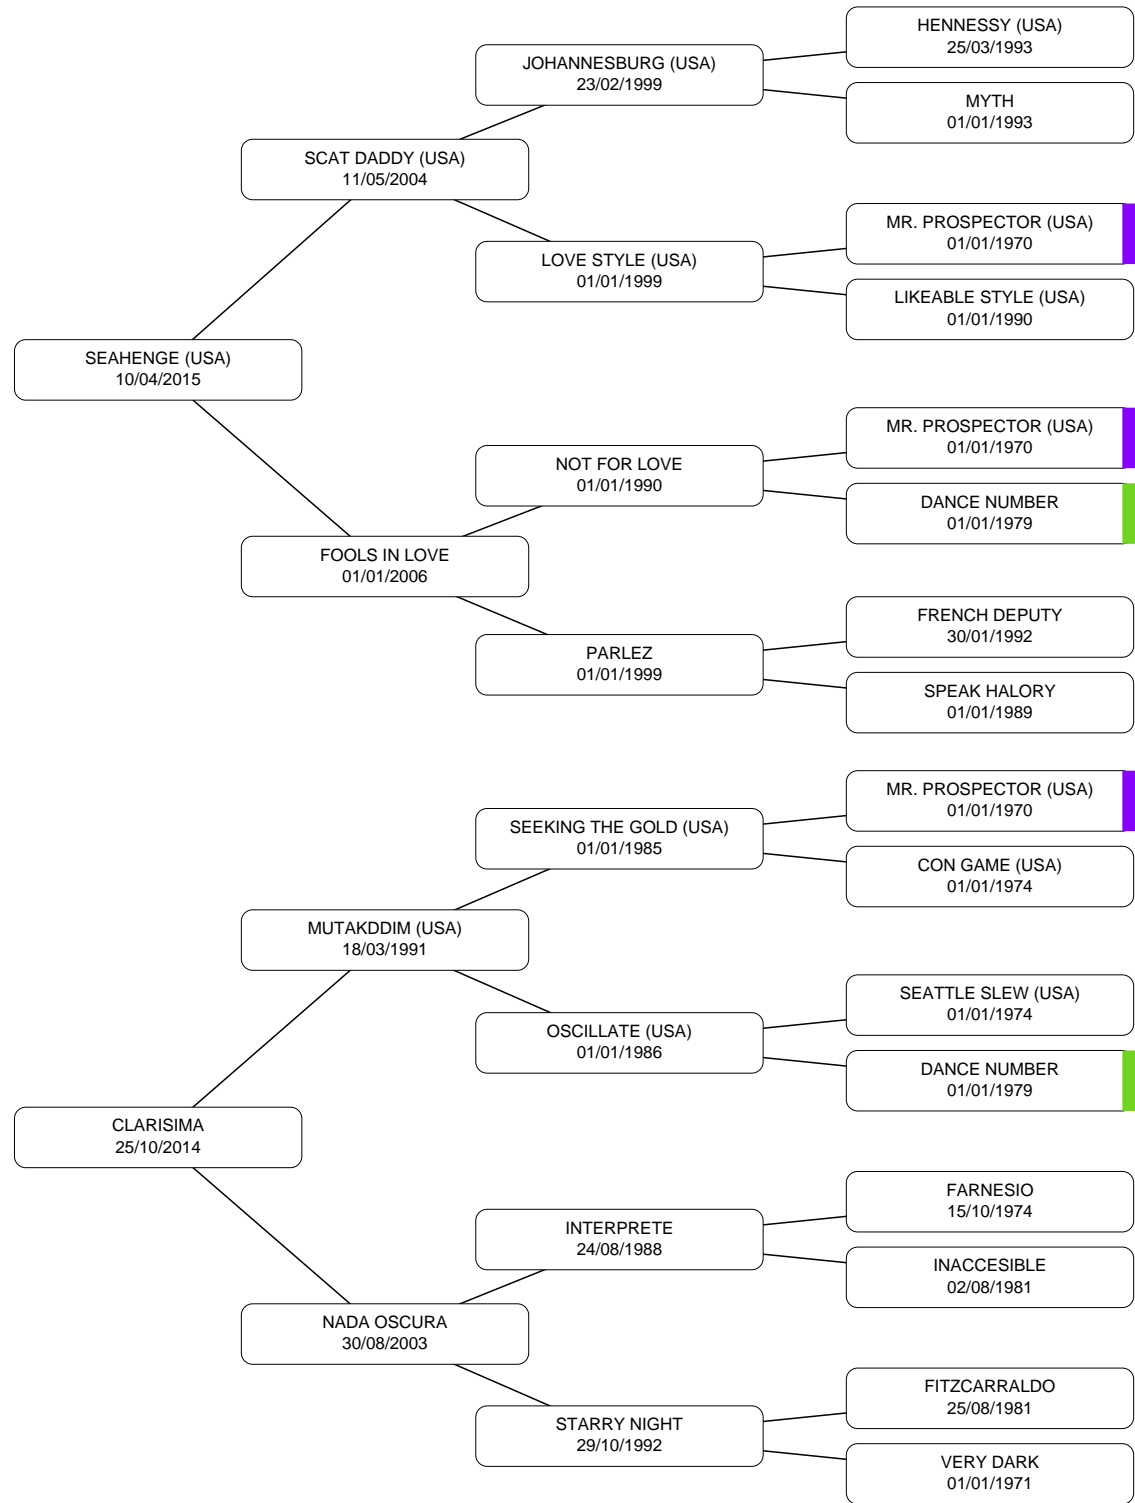 HENNESSY (USA)
25/03/1993
JOHANNESBURG (USA)
23/02/1999
MYTH
01/01/1993
SCAT DADDY (USA)
11/05/2004
MR. PROSPECTOR (USA)
01/01/1970
LOVE STYLE (USA)
01/01/1999
LIKEABLE STYLE (USA)
01/01/1990
SEAHENGE (USA)
10/04/2015
MR. PROSPECTOR (USA)
01/01/1970
NOT FOR LOVE
01/01/1990
DANCE NUMBER
01/01/1979
FOOLS IN LOVE
01/01/2006
FRENCH DEPUTY
30/01/1992
PARLEZ
01/01/1999
SPEAK HALORY
01/01/1989
MR. PROSPECTOR (USA)
01/01/1970
SEEKING THE GOLD (USA)
01/01/1985
CON GAME (USA)
01/01/1974
MUTAKDDIM (USA)
18/03/1991
SEATTLE SLEW (USA)
01/01/1974
OSCILLATE (USA)
01/01/1986
DANCE NUMBER
01/01/1979
CLARISIMA
25/10/2014
FARNESIO
15/10/1974
INTERPRETE
24/08/1988
INACCESIBLE
02/08/1981
NADA OSCURA
30/08/2003
FITZCARRALDO
25/08/1981
STARRY NIGHT
29/10/1992
VERY DARK
01/01/1971